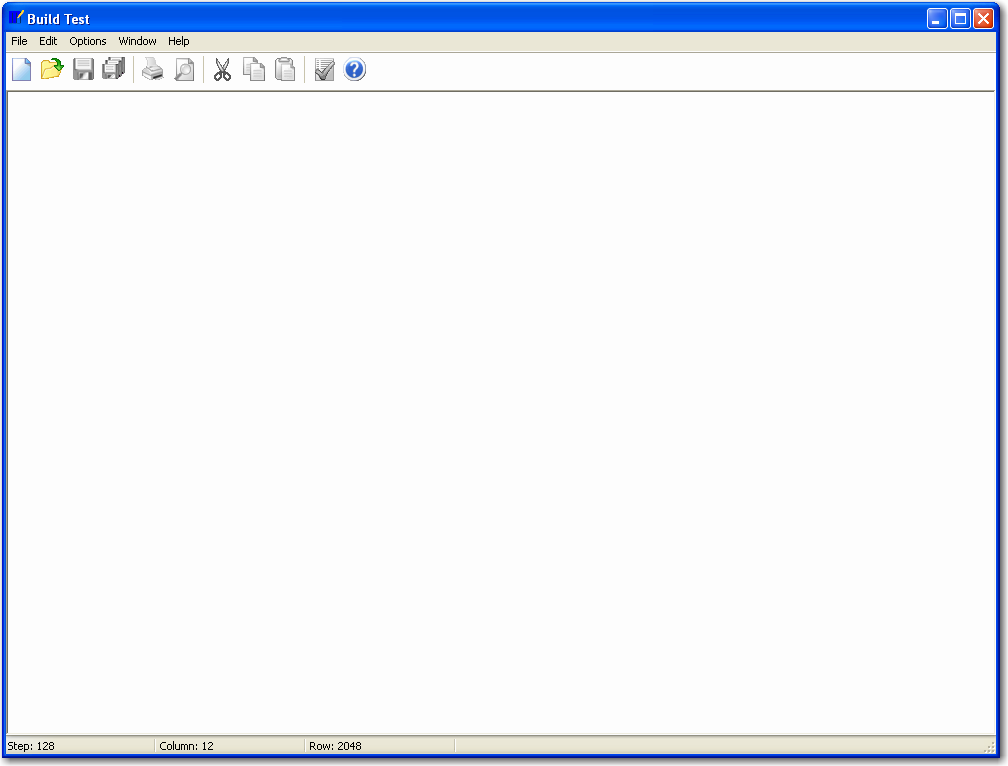 Build Test
File Edit Options Window Help
Step: 128 Column: 12 Row: 2048